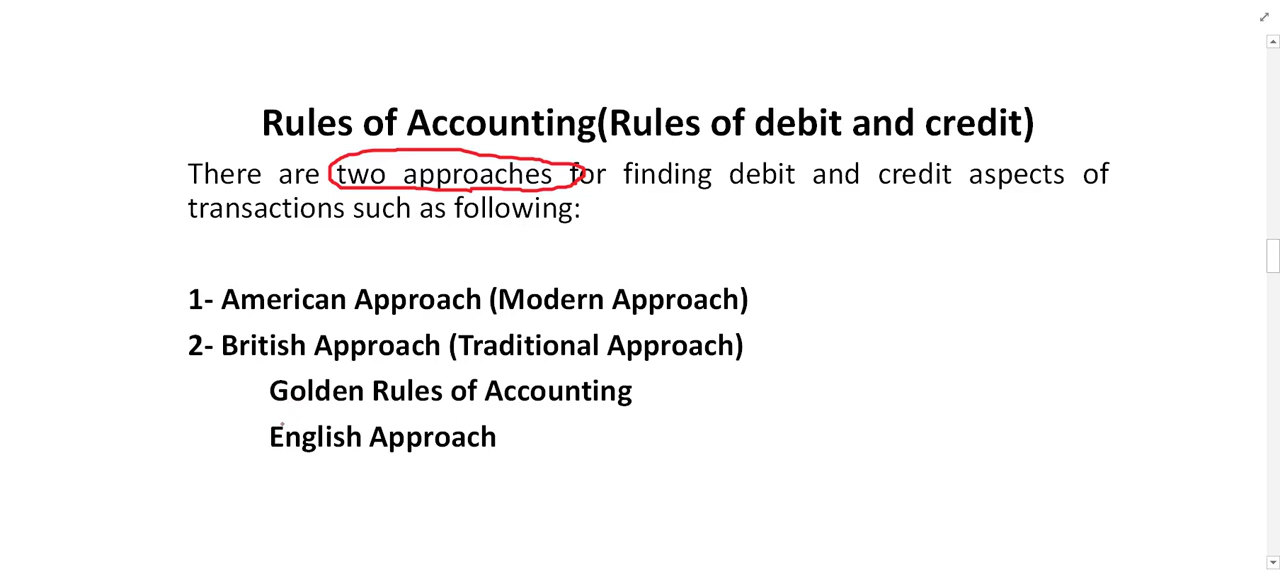 Rules of Accounting(Rules of debit and credit)
There are two approaches for finding debit and credit aspects of
transactions such as following:
1- American Approach (Modern Approach)
2- British Approach (Traditional Approach)
Golden Rules of Accounting
English Approach